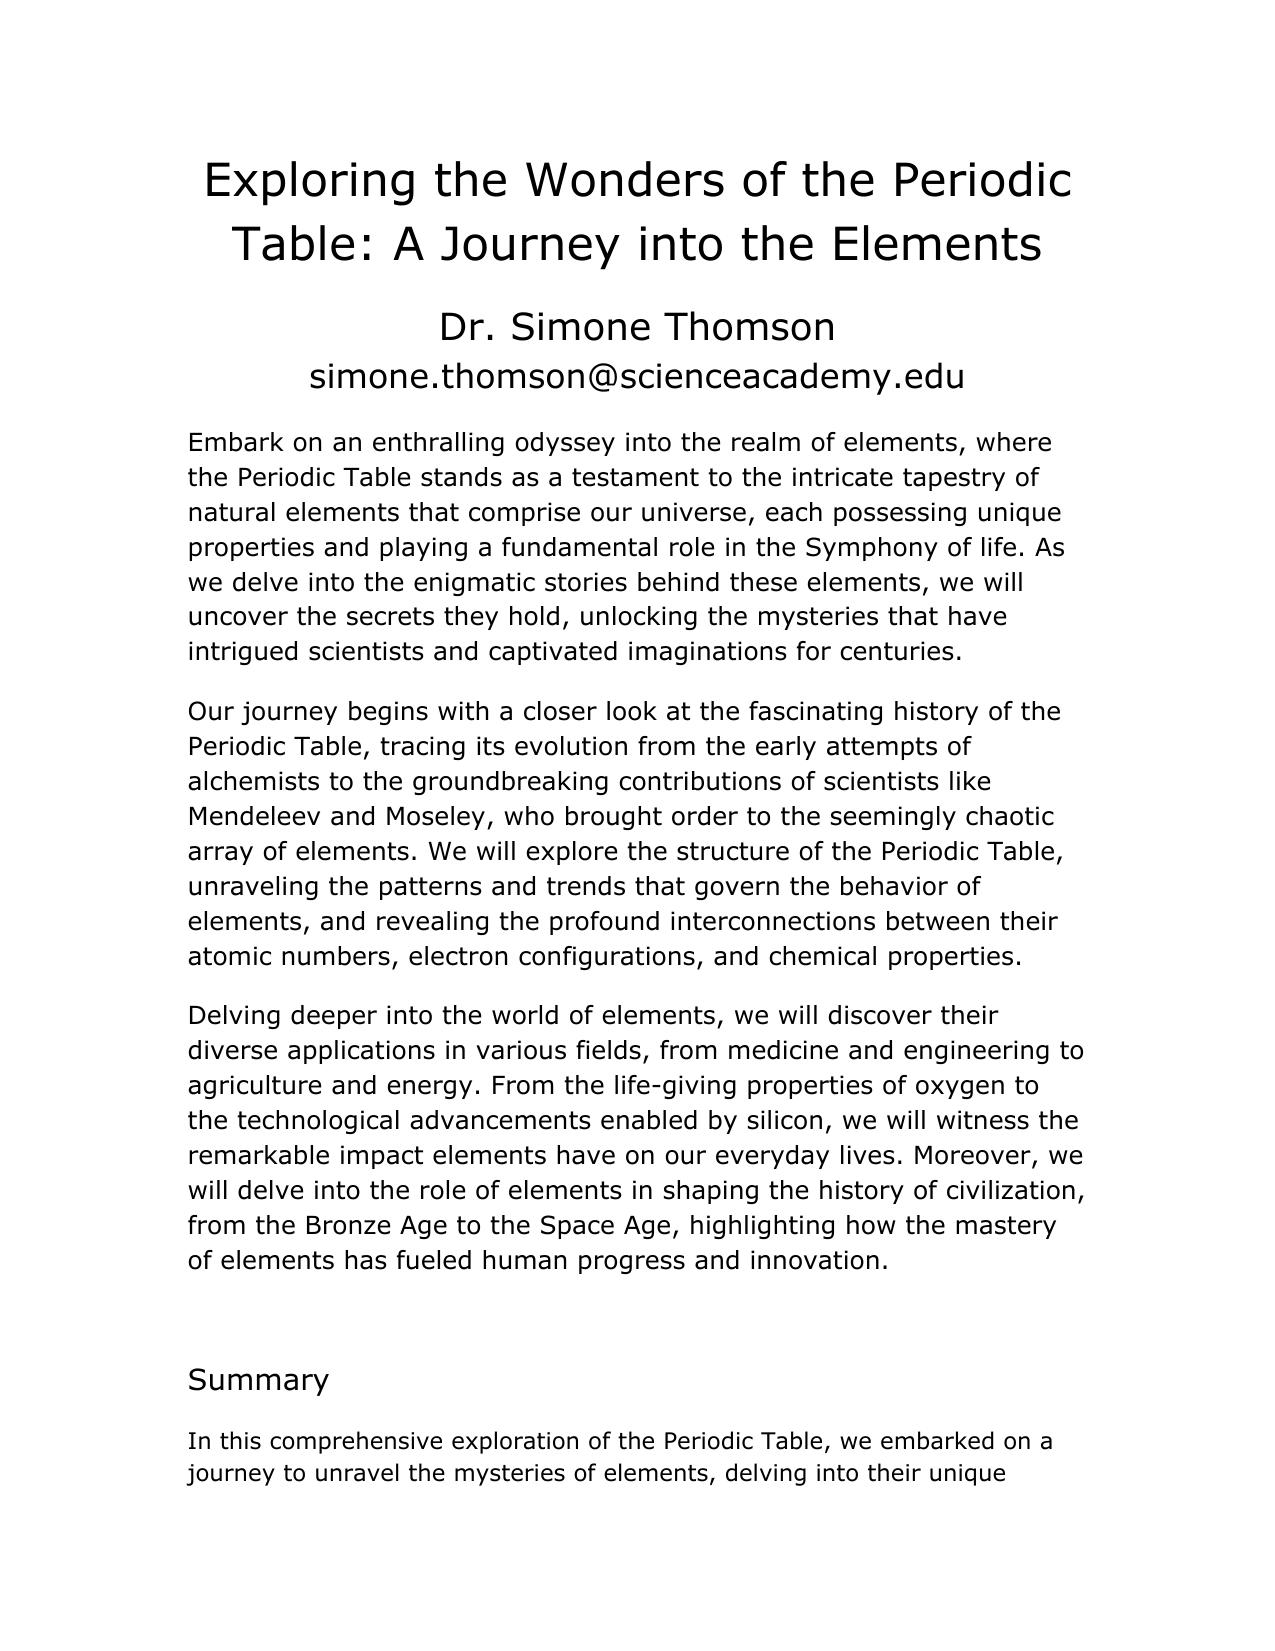 Exploring the Wonders of the Periodic
Table: A Journey into the Elements
Dr. Simone Thomson
simone.thomson@scienceacademy.edu
Embark on an enthralling odyssey into the realm of elements, where
the Periodic Table stands as a testament to the intricate tapestry of
natural elements that comprise our universe, each possessing unique
properties and playing a fundamental role in the Symphony of life. As
we delve into the enigmatic stories behind these elements, we will
uncover the secrets they hold, unlocking the mysteries that have
intrigued scientists and captivated imaginations for centuries.
Our journey begins with a closer look at the fascinating history of the
Periodic Table, tracing its evolution from the early attempts of
alchemists to the groundbreaking contributions of scientists like
Mendeleev and Moseley, who brought order to the seemingly chaotic
array of elements. We will explore the structure of the Periodic Table,
unraveling the patterns and trends that govern the behavior of
elements, and revealing the profound interconnections between their
atomic numbers, electron configurations, and chemical properties.
Delving deeper into the world of elements, we will discover their
diverse applications in various fields, from medicine and engineering to
agriculture and energy. From the life-giving properties of oxygen to
the technological advancements enabled by silicon, we will witness the
remarkable impact elements have on our everyday lives. Moreover, we
will delve into the role of elements in shaping the history of civilization,
from the Bronze Age to the Space Age, highlighting how the mastery
of elements has fueled human progress and innovation.
Summary
In this comprehensive exploration of the Periodic Table, we embarked on a
journey to unravel the mysteries of elements, delving into their unique